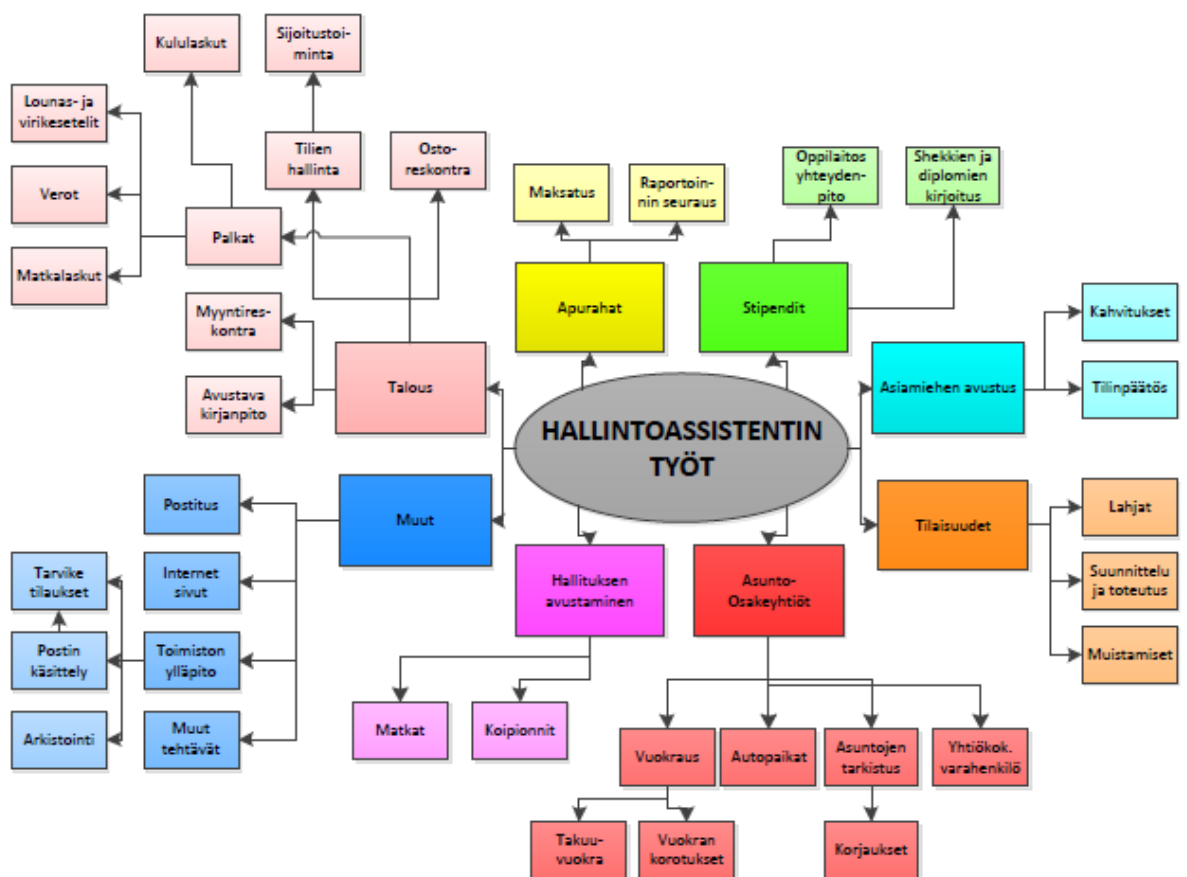 Kululaskut
Sijoitustoi-
minta
Lounas- ja
virikesetelit
Tilien
hallinta
Osto-
reskontra
Verot
Palkat
Matkalaskut
Myyntires-
kontra
Avustava
kirjanpito
Talous
Maksatus
Raportoin-
nin seuraus
Apurahat
Oppilaitos
yhteyden-
pito
Shekkien ja
diplomien
kirjoitus
Stipendit
Asiamiehen avustus
Kahvitukset
Tilinpäätös
HALLINTOASSISTENTIN
TYÖT
Muut
Postitus
Internet
sivut
Toimiston
ylläpito
Muut
tehtävät
Tarvike
tilaukset
Postin
käsittely
Arkistointi
Hallituksen
avustaminen
Matkat
Koipionnit
Asunto-
Osakeyhtiöt
Vuokraus
Autopaikat
Asuntojen
tarkistus
Yhtiökok.
varahenkilö
Takuu-
vuokra
Vuokran
korotukset
Korjaukset
Tilaisuudet
Lahjat
Suunnittelu
ja toteutus
Muistamiset